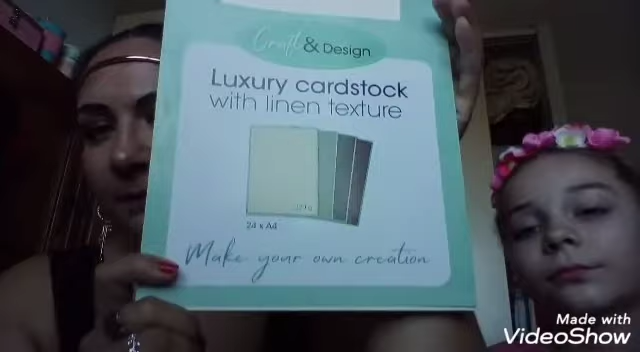 Craft & Design
Luxury cardstock
with linen texture
24 x A4
Make your own creation
Made with
VideoShow